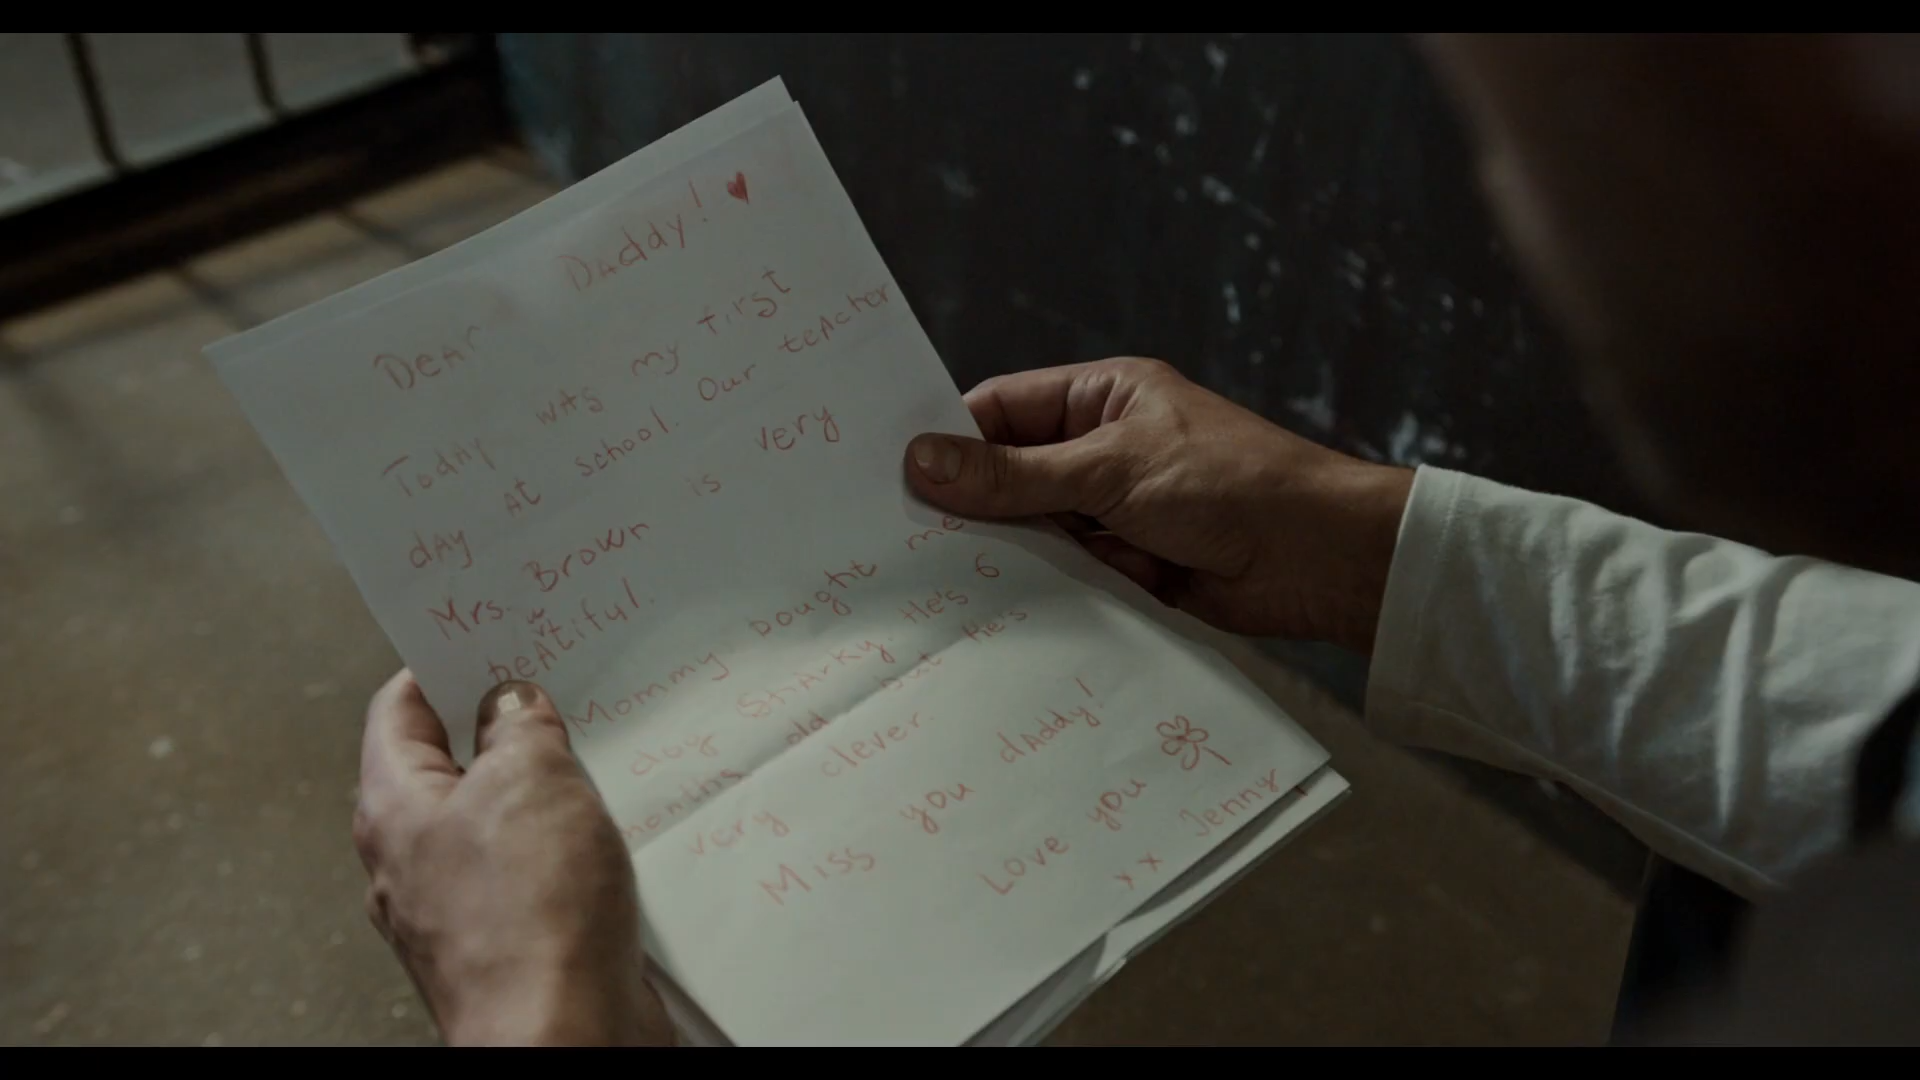 Dear Daddy!
Today was my first
day at school. Our teacher
Mrs. Brown is very
beautiful.
Mommy bought me
dog Sharky. He's 6
months old but He's
very clever.
Miss you daddy!
Love you
xx Jenny